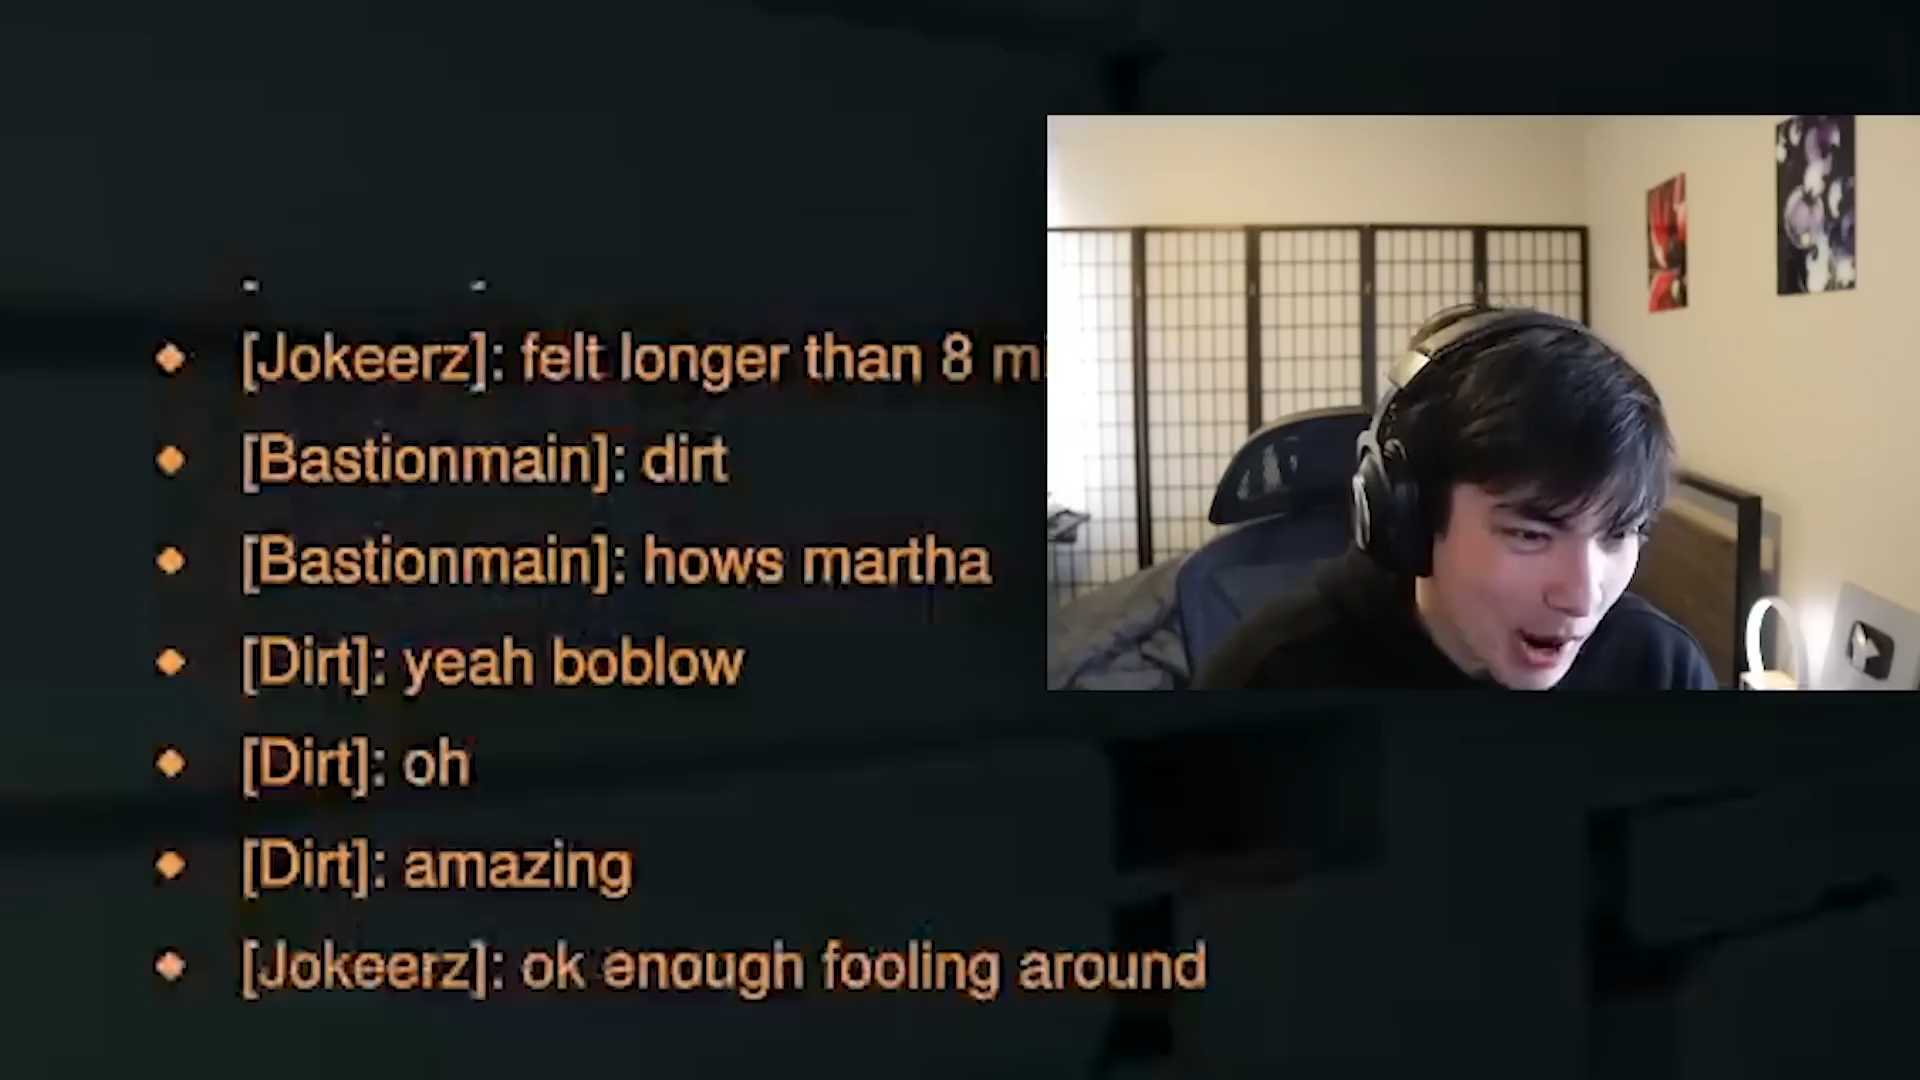 [Jokeerz]: felt longer than 8
[Bastionmain]: dirt
[Bastionmain]: hows martha
[Dirt]: yeah boblow
[Dirt]: oh
[Dirt]: amazing
[Jokeerz]: ok enough fooling around